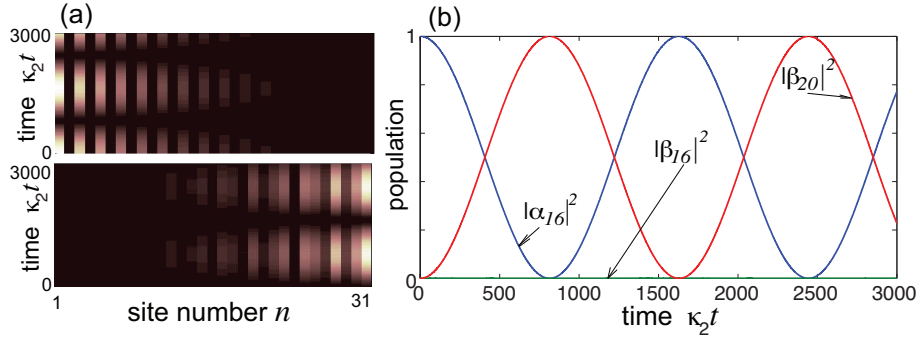 (a)
3000
time κ₂t
0
3000
time κ₂t
0
1
31
site number n
(b)
1
population
0
|β₂₀|²
|β₁₆|²
|α₁₆|²
0 500 1000 1500 2000 2500 3000
time κ₂t